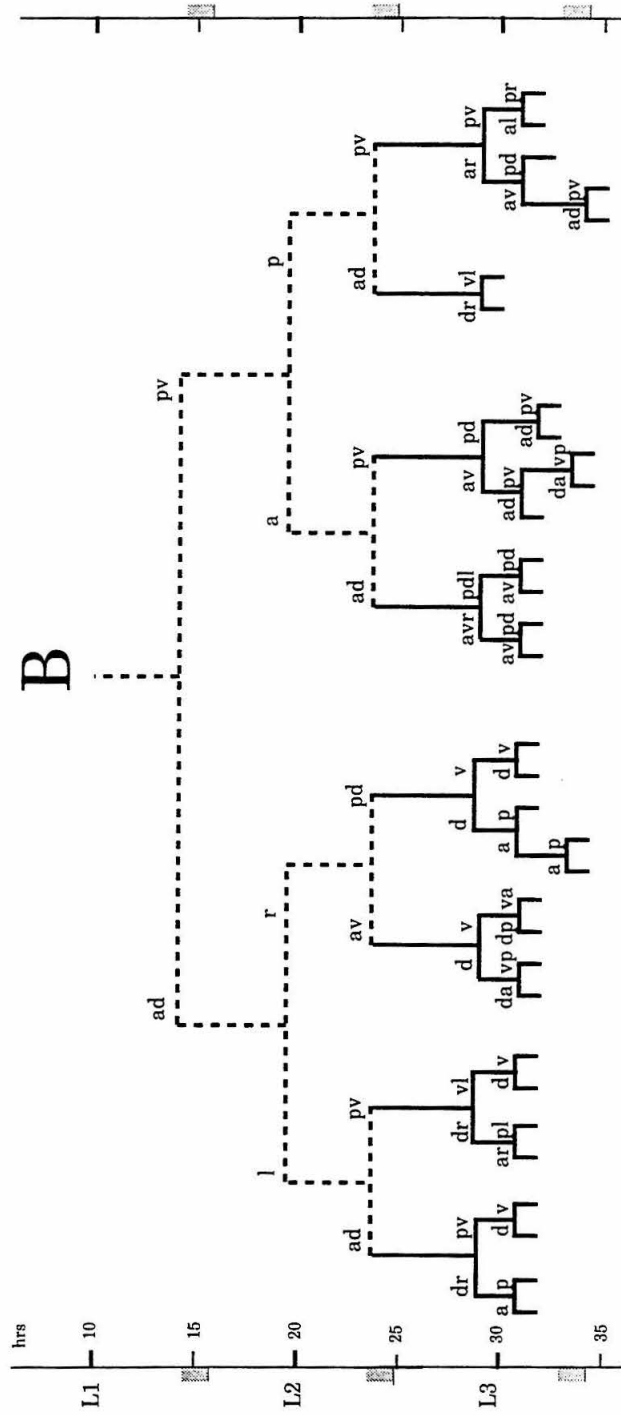 B
hrs
L1
10
15
L2
20
25
L3
30
35
ad pv
l r a p
ad pv av pd ad pv ad pv
dr pv dr vl d v d v avr pdl av pd dr vl ar pv
a p d v ar pl d v da vp dp va a p d v av pd av pd ad pv ad pv av pd al pr
a p da vp ad pv